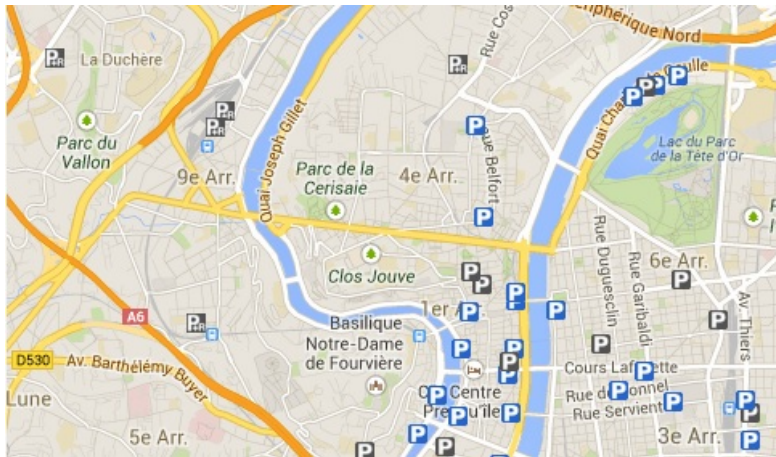 Périphérique Nord
Rue Cos
La Duchère
Quai Cha
Gaulle
Quai Joseph Gillet
Parc du
Vallon
Lac du Parc
de la Tête d'Or
Rue Belfort
Parc de la
Cerisaie
9e Arr.
4e Arr.
Clos Jouve
Rue Duguesclin
Rue Garibaldi
6e Arr.
Av. Thiers
1er Ar
A6
Basilique
Notre-Dame
de Fourvière
D530
Av. Barthélémy Buyer
Cours Lafayette
Centre
Presqu'île
Rue de Bonnel
Rue Servient
Lune
5e Arr.
3e Arr.